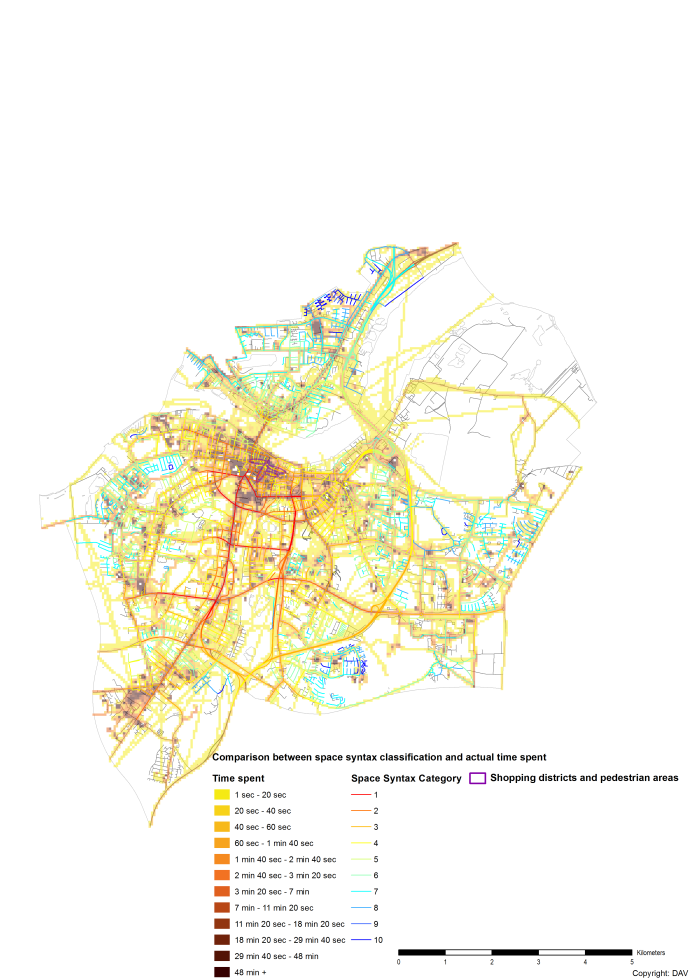 Comparison between space syntax classification and actual time spent
Time spent
1 sec - 20 sec
20 sec - 40 sec
40 sec - 60 sec
60 sec - 1 min 40 sec
1 min 40 sec - 2 min 40 sec
2 min 40 sec - 3 min 20 sec
3 min 20 sec - 7 min
7 min - 11 min 20 sec
11 min 20 sec - 18 min 20 sec
18 min 20 sec - 29 min 40 sec
29 min 40 sec - 48 min
48 min +
Space Syntax Category
1
2
3
4
5
6
7
8
9
10
Shopping districts and pedestrian areas
Kilometers
0 1 2 3 4 5
Copyright: DAV